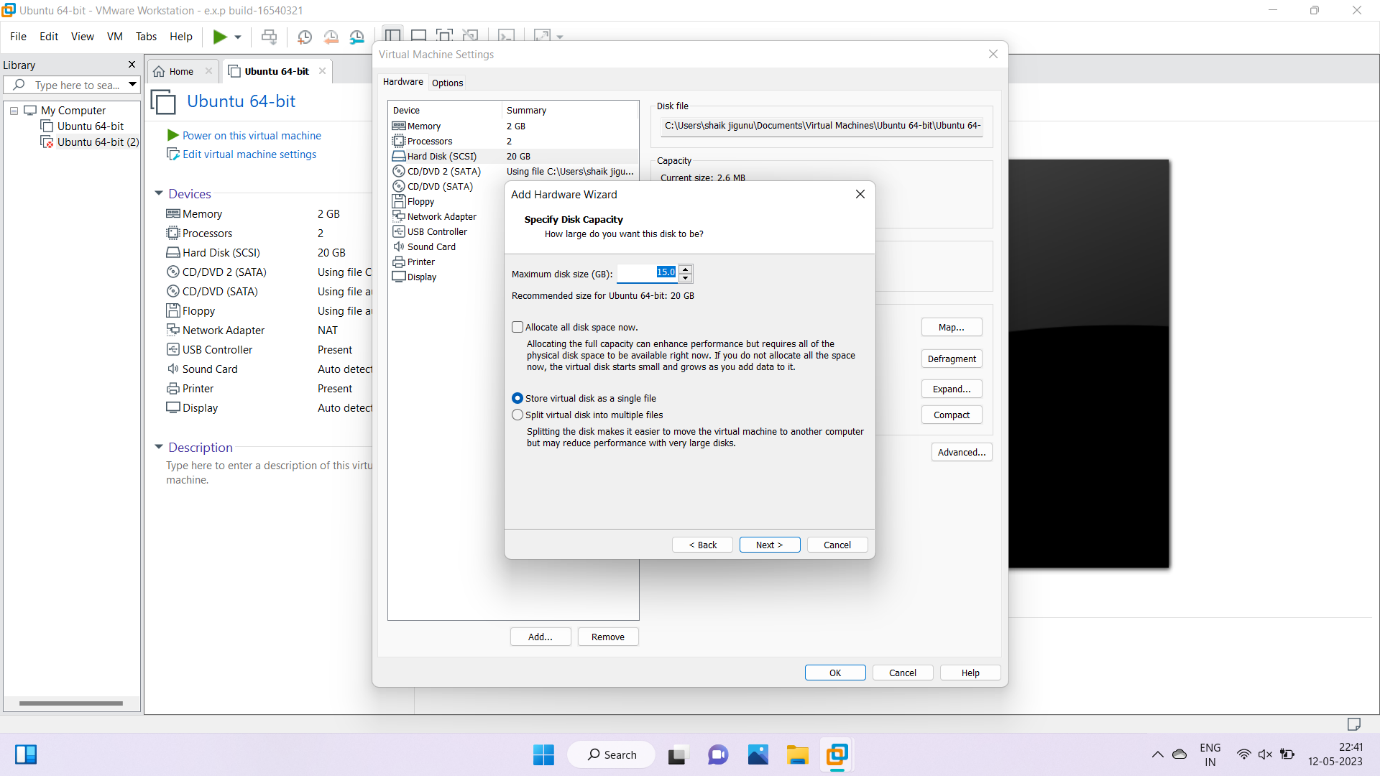 Ubuntu 64-bit - VMware Workstation - e.x.p build-16540321
File Edit View VM Tabs Help
Library
Type here to sea...
My Computer
Ubuntu 64-bit
Ubuntu 64-bit (2)
Home
Ubuntu 64-bit
Ubuntu 64-bit
Power on this virtual machine
Edit virtual machine settings
Devices
Memory 2 GB
Processors 2
Hard Disk (SCSI) 20 GB
CD/DVD 2 (SATA) Using file C
CD/DVD (SATA) Using file a
Floppy Using file a
Network Adapter NAT
USB Controller Present
Sound Card Auto detect
Printer Present
Display Auto detect
Description
Type here to enter a description of this virtu
machine.
Virtual Machine Settings
Hardware Options
Device Summary
Memory 2 GB
Processors 2
Hard Disk (SCSI) 20 GB
CD/DVD 2 (SATA) Using file C:\Users\shaik jigu...
CD/DVD (SATA)
Floppy
Network Adapter
USB Controller
Sound Card
Printer
Display
Add... Remove
Disk file
C:\Users\shaik jigunu\Documents\Virtual Machines\Ubuntu 64-bit\Ubuntu 64-
Capacity
Current size: 2.6 MB
Map...
Defragment
Expand...
Compact
Advanced...
OK Cancel Help
Add Hardware Wizard
Specify Disk Capacity
How large do you want this disk to be?
Maximum disk size (GB): 15.0
Recommended size for Ubuntu 64-bit: 20 GB
Allocate all disk space now.
Allocating the full capacity can enhance performance but requires all of the
physical disk space to be available right now. If you do not allocate all the space
now, the virtual disk starts small and grows as you add data to it.
Store virtual disk as a single file
Split virtual disk into multiple files
Splitting the disk makes it easier to move the virtual machine to another computer
but may reduce performance with very large disks.
< Back Next > Cancel
Search
ENG
IN
22:41
12-05-2023